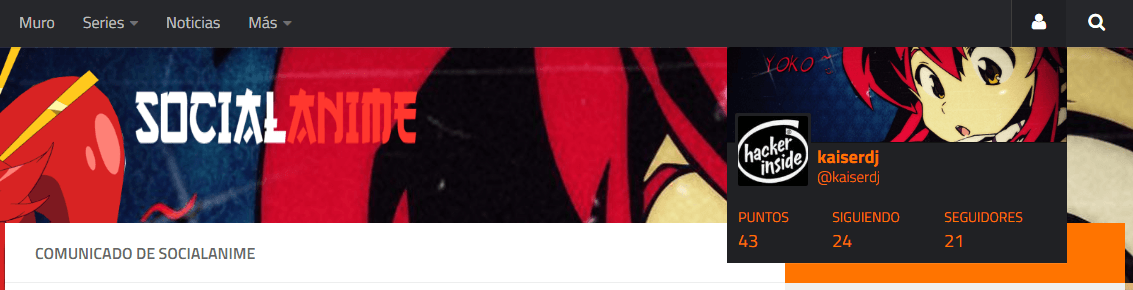 Muro Series Noticias Más
YOKO
SOCIALANIME
hacker inside
kaiserdj
@kaiserdj
PUNTOS SIGUIENDO SEGUIDORES
43 24 21
COMUNICADO DE SOCIALANIME